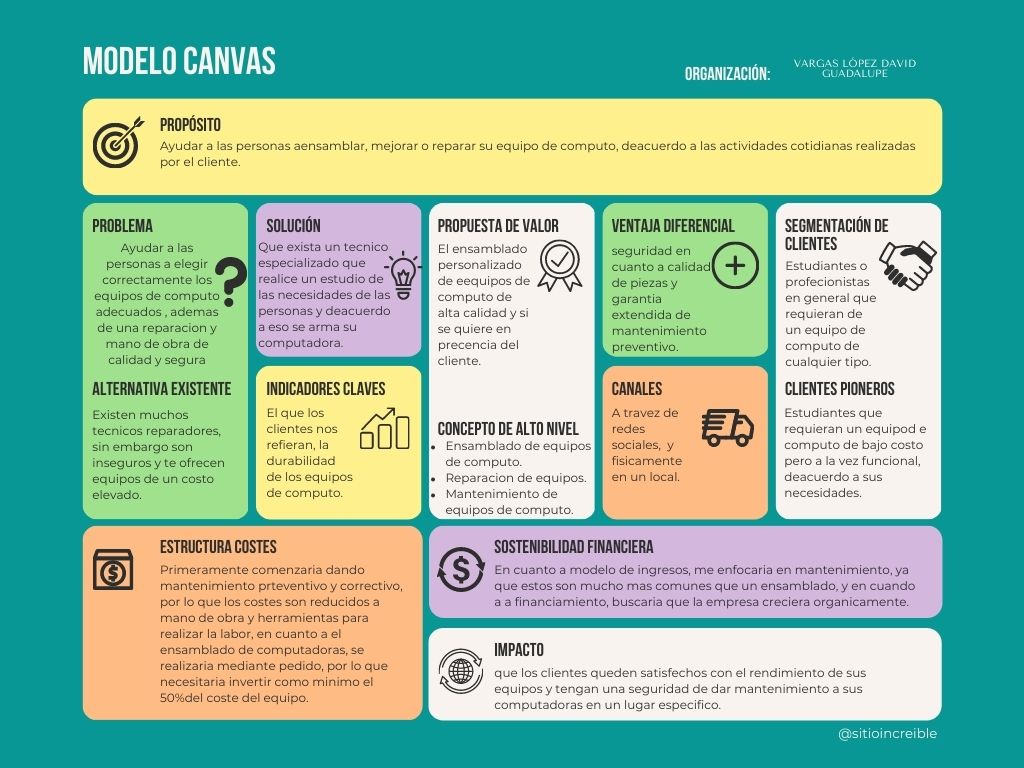 MODELO CANVAS
ORGANIZACIÓN:
VARGAS LÓPEZ DAVID
GUADALUPE
PROPÓSITO
Ayudar a las personas aensamblar, mejorar o reparar su equipo de computo, deacuerdo a las actividades cotidianas realizadas
por el cliente.
PROBLEMA
Ayudar a las
personas a elegir
correctamente los
equipos de computo
adecuados , ademas
de una reparacion y
mano de obra de
calidad y segura
ALTERNATIVA EXISTENTE
Existen muchos
tecnicos reparadores,
sin embargo son
inseguros y te ofrecen
equipos de un costo
elevado.
SOLUCIÓN
Que exista un tecnico
especializado que
realice un estudio de
las necesidades de las
personas y deacuerdo
a eso se arma su
computadora.
INDICADORES CLAVES
El que los
clientes nos
refieran, la
durabilidad
de los equipos
de computo.
PROPUESTA DE VALOR
El ensamblado
personalizado
de eequipos de
computo de
alta calidad y si
se quiere en
precencia del
cliente.
CONCEPTO DE ALTO NIVEL
• Ensamblado de equipos
de computo.
• Reparacion de equipos.
• Mantenimiento de
equipos de computo.
VENTAJA DIFERENCIAL
seguridad en
cuanto a calidad
de piezas y
garantia
extendida de
mantenimiento
preventivo.
CANALES
A travez de
redes
sociales, y
fisicamente
en un local.
SEGMENTACIÓN DE
CLIENTES
Estudiantes o
profecionistas
en general que
requieran de
un equipo de
computo de
cualquier tipo.
CLIENTES PIONEROS
Estudiantes que
requieran un equipod e
computo de bajo costo
pero a la vez funcional,
deacuerdo a sus
necesidades.
ESTRUCTURA COSTES
Primeramente comenzaria dando
mantenimiento prteventivo y correctivo,
por lo que los costes son reducidos a
mano de obra y herramientas para
realizar la labor, en cuanto a el
ensamblado de computadoras, se
realizaria mediante pedido, por lo que
necesitaria invertir como minimo el
50%del coste del equipo.
SOSTENIBILIDAD FINANCIERA
En cuanto a modelo de ingresos, me enfocaria en mantenimiento, ya
que estos son mucho mas comunes que un ensamblado, y en cuando
a a financiamiento, buscaria que la empresa creciera organicamente.
IMPACTO
que los clientes queden satisfechos con el rendimiento de sus
equipos y tengan una seguridad de dar mantenimiento a sus
computadoras en un lugar especifico.
@sitioincreible